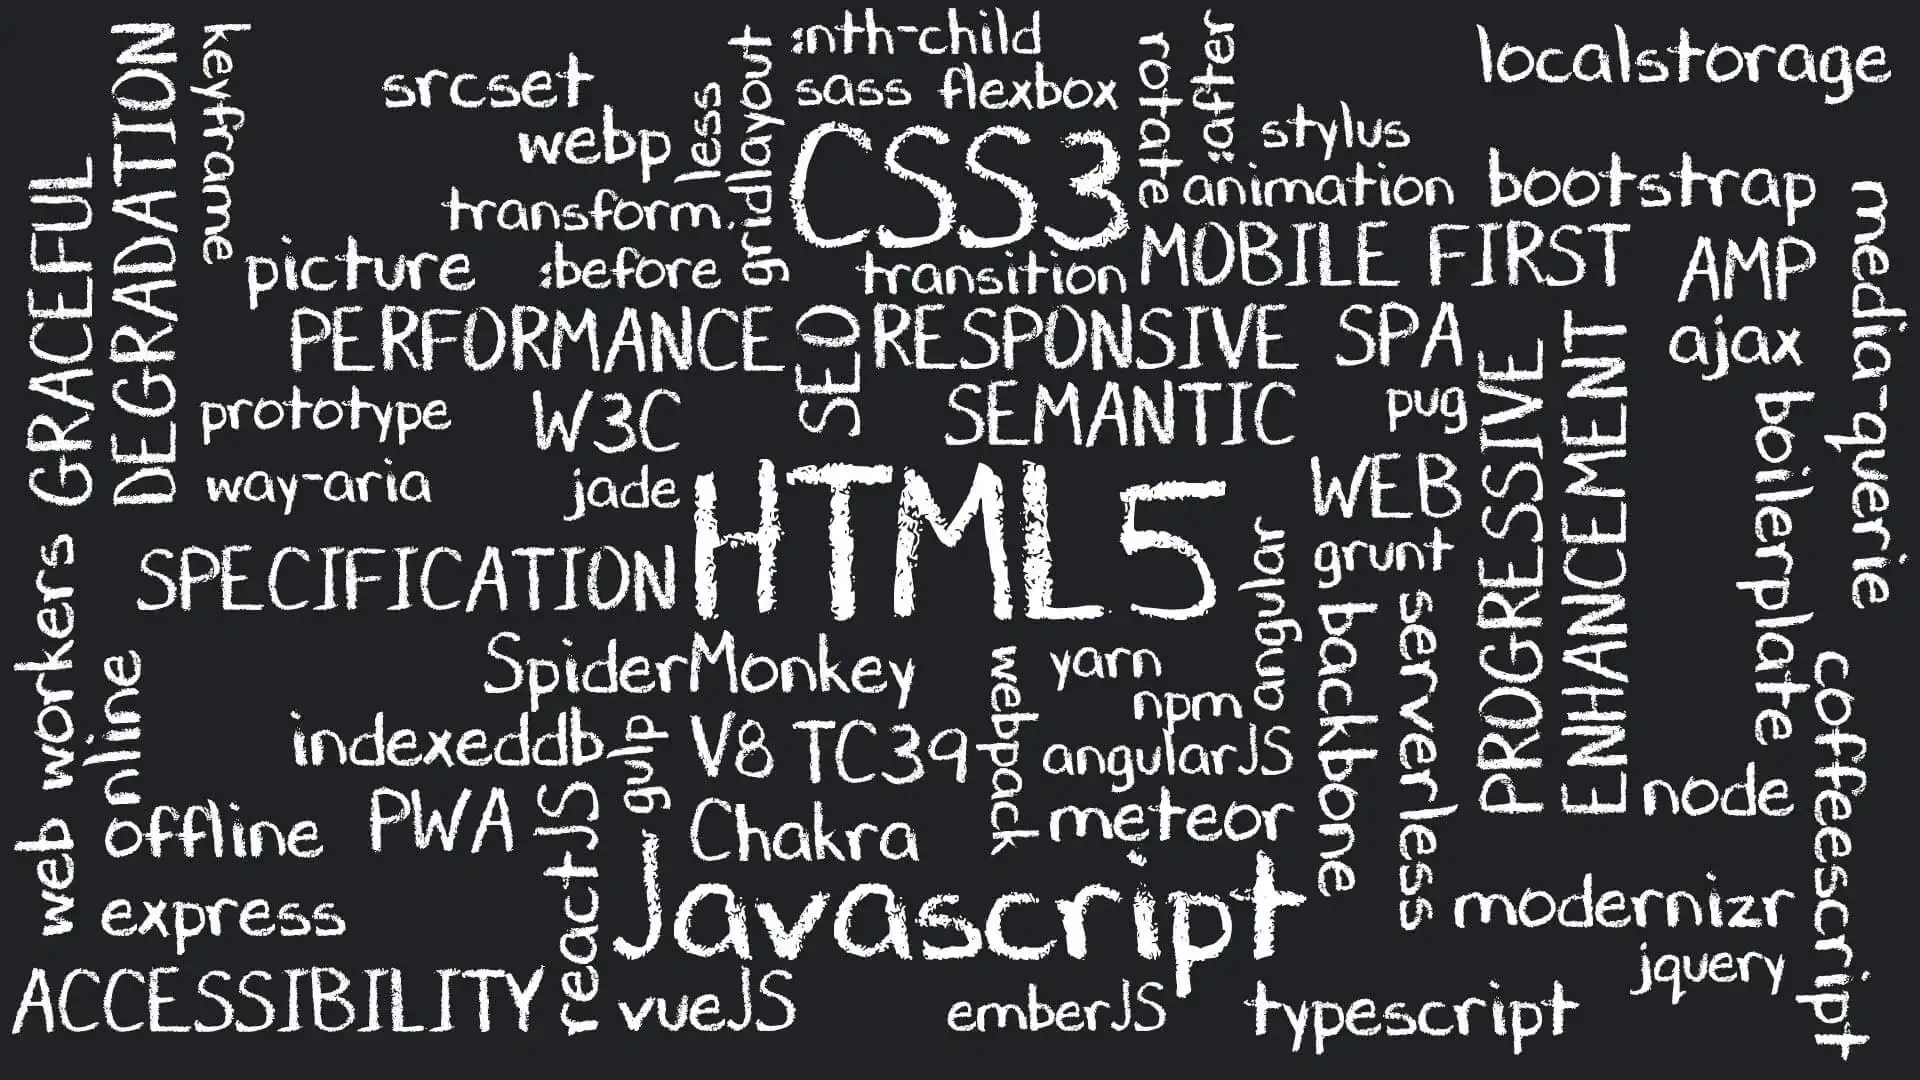 GRACEFUL
DEGRADATION
keyframe
srcset
webp
less
gridlayout
:nth-child
sass flexbox
CSS3
rotate
:after
stylus
animation
localstorage
bootstrap
transform
picture
:before
transition
MOBILE FIRST
AMP
media-querie
PERFORMANCE
SEO
RESPONSIVE SPA
ajax
prototype
W3C
SEMANTIC
pug
PROGRESSIVE
ENHANCEMENT
boilerplate
way-aria
jade
HTML5
WEB
grunt
web workers
SPECIFICATION
angular
backbone
serverless
online
SpiderMonkey
webpack
yarn
npm
indexeddb
gulp
V8 TC39
angularJS
node
coffeescript
offline
PWA
reactJS
Chakra
meteor
express
Javascript
modernizr
jquery
ACCESSIBILITY
vueJS
emberJS
typescript